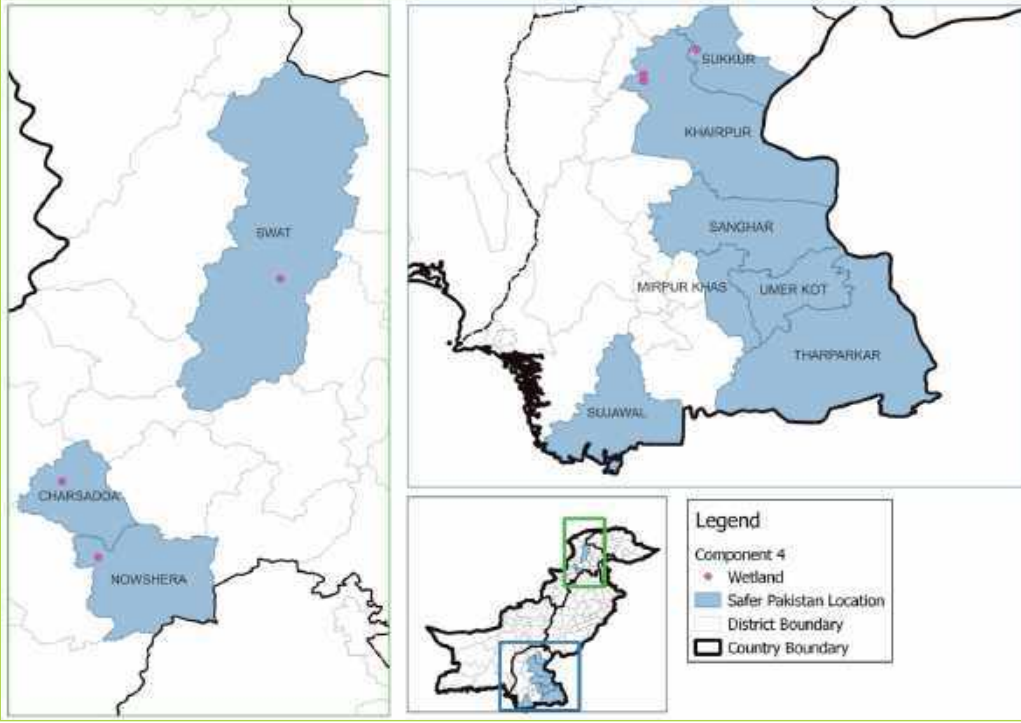 SWAT
CHARSADOA
NOWSHERA
SUKKUR
KHAIRPUR
SANGHAR
MIRPUR KHAS
UMER KOT
THARPARKAR
SUJAWAL
Legend
Component 4
Wetland
Safer Pakistan Location
District Boundary
Country Boundary